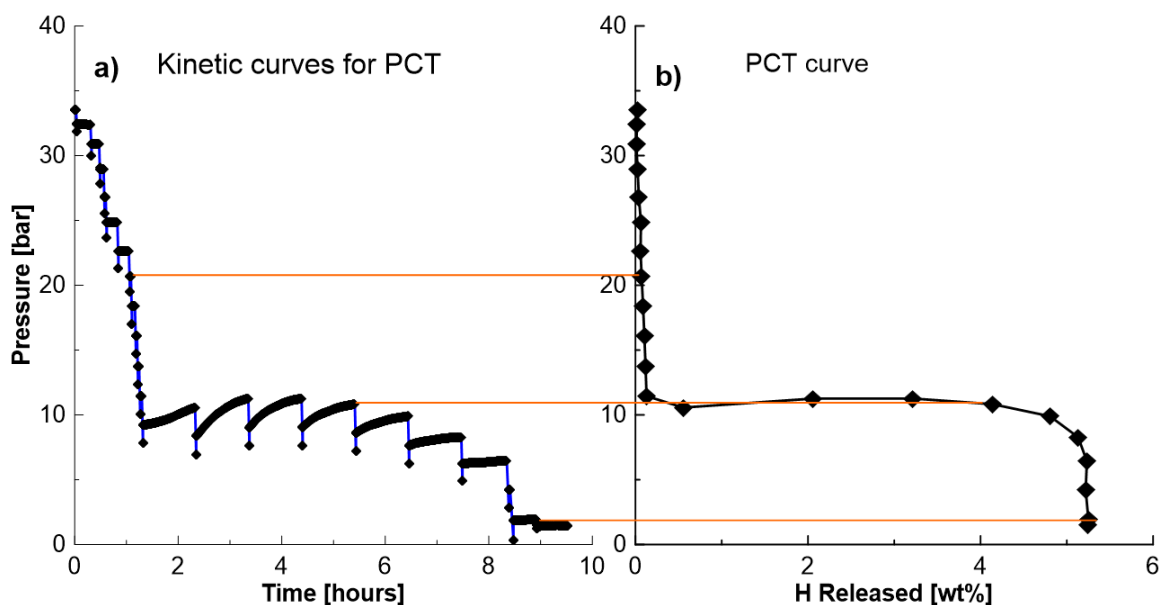 a) Kinetic curves for PCT
b) PCT curve
40
30
20
10
0
Pressure [bar]
0 2 4 6 8 10
Time [hours]
40
30
20
10
0
0 2 4 6
H Released [wt%]